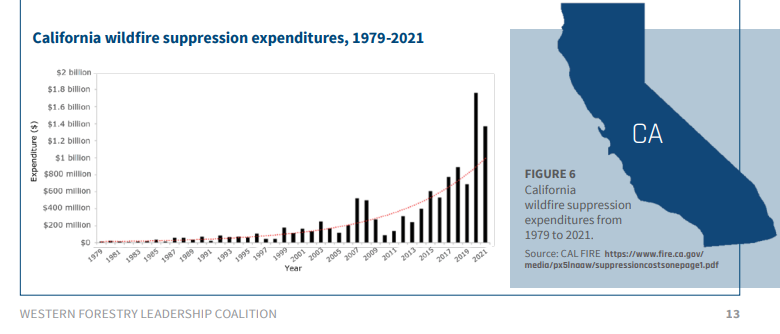 California wildfire suppression expenditures, 1979-2021
$2 billion
$1.8 billion
$1.6 billion
$1.4 billion
$1.2 billion
$1 billion
$800 million
$600 million
$400 million
$200 million
$0
Expenditure ($)
1979 1981 1983 1985 1987 1989 1991 1993 1995 1997 1999 2001 2003 2005 2007 2009 2011 2013 2015 2017 2019 2021
Year
CA
FIGURE 6
California
wildfire suppression
expenditures from
1979 to 2021.
Source: CAL FIRE https://www.fire.ca.gov/
media/px5lnaaw/suppressioncostsonepage1.pdf
WESTERN FORESTRY LEADERSHIP COALITION
13